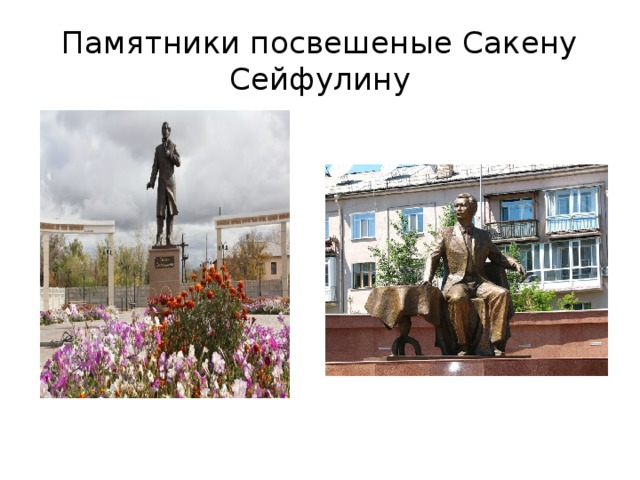 Памятники посвешеные Сакену
Сейфулину